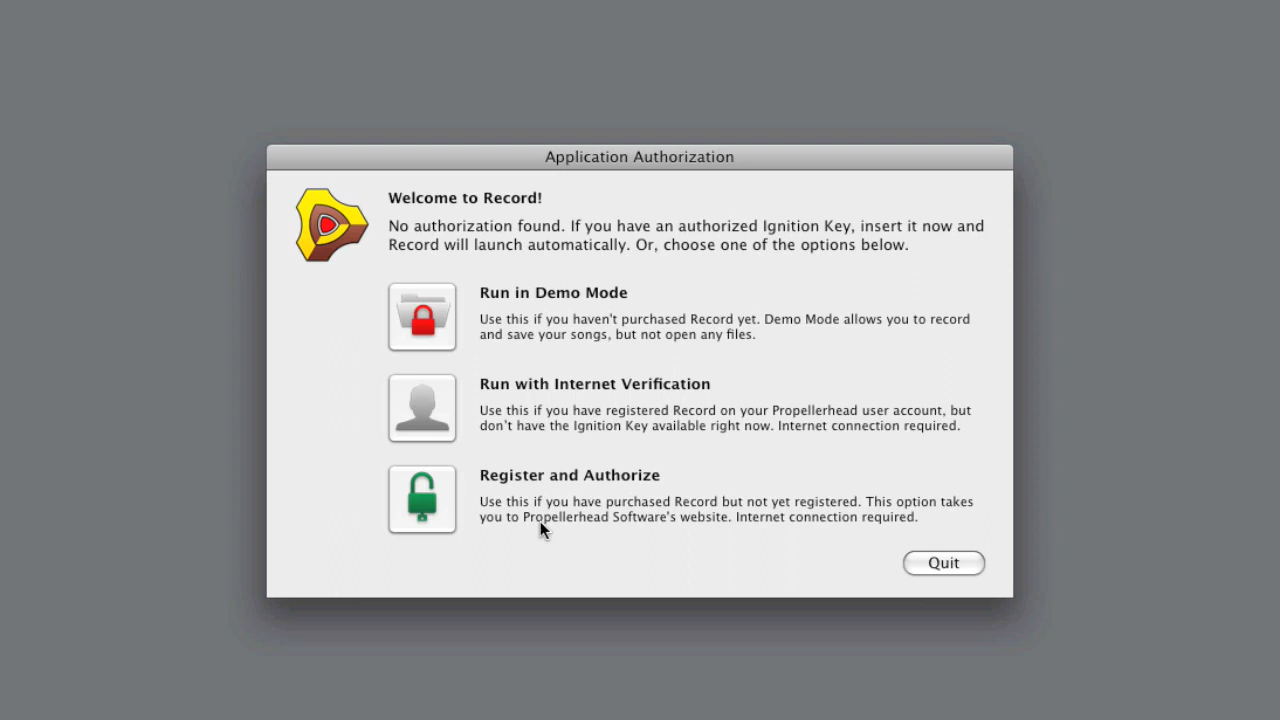 Application Authorization
Welcome to Record!
No authorization found. If you have an authorized Ignition Key, insert it now and
Record will launch automatically. Or, choose one of the options below.
Run in Demo Mode
Use this if you haven't purchased Record yet. Demo Mode allows you to record
and save your songs, but not open any files.
Run with Internet Verification
Use this if you have registered Record on your Propellerhead user account, but
don't have the Ignition Key available right now. Internet connection required.
Register and Authorize
Use this if you have purchased Record but not yet registered. This option takes
you to Propellerhead Software's website. Internet connection required.
Quit